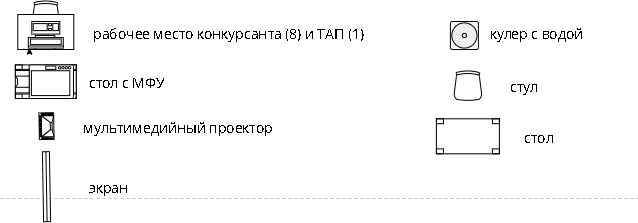 рабочее место конкурсанта (8) и ТАП (1)
кулер с водой
стол с МФУ
стул
мультимедийный проектор
стол
экран